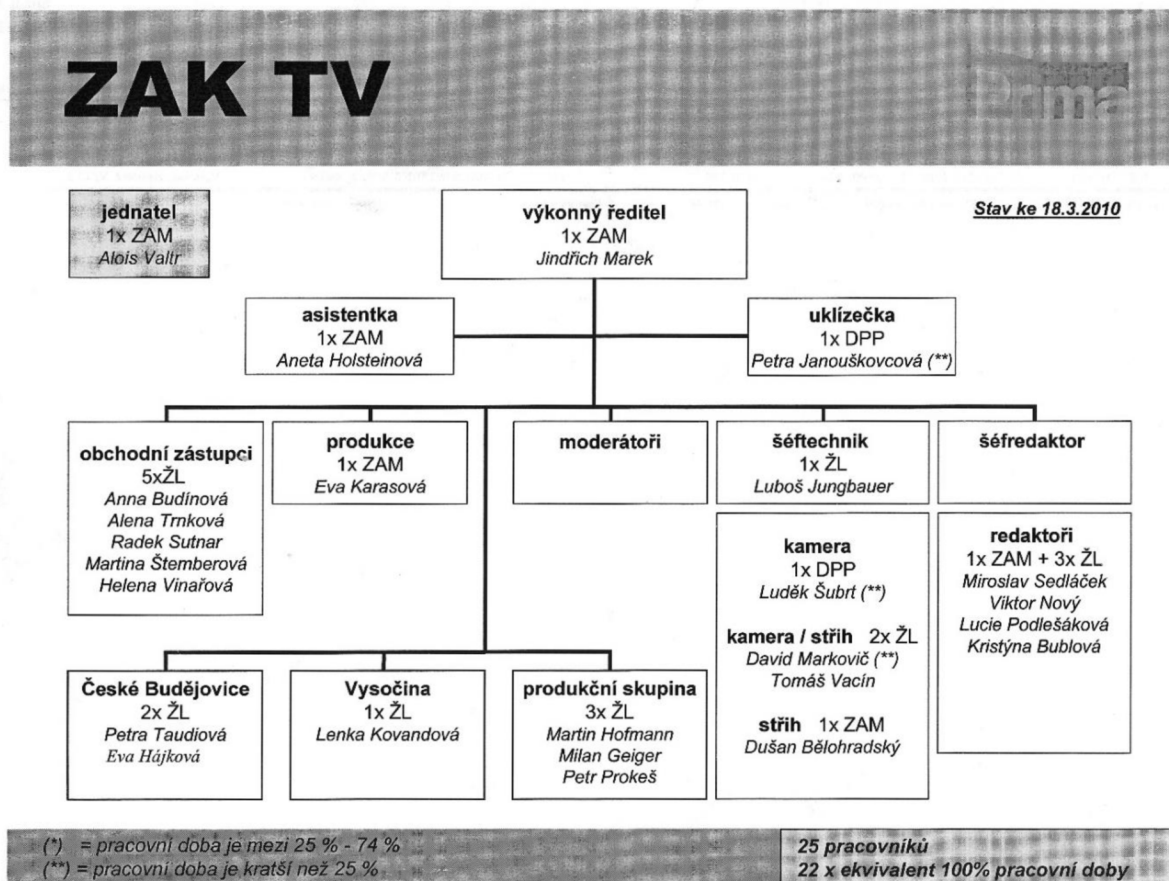 ZAK TV
Prima
jednatel
1x ZAM
Alois Valtr
výkonný ředitel
1x ZAM
Jindřich Marek
Stav ke 18.3.2010
asistentka
1x ZAM
Aneta Holsteinová
uklízečka
1x DPP
Petra Janouškovcová (**)
obchodní zástupci
5xŽL
Anna Budínová
Alena Trnková
Radek Sutnar
Martina Štemberová
Helena Vinařová
produkce
1x ZAM
Eva Karasová
moderátoři
šéftechnik
1x ŽL
Luboš Jungbauer
šéfredaktor
kamera
1x DPP
Luděk Šubrt (**)
kamera / střih 2x ŽL
David Markovič (**)
Tomáš Vacín
střih 1x ZAM
Dušan Bělohradský
redaktoři
1x ZAM + 3x ŽL
Miroslav Sedláček
Viktor Nový
Lucie Podlešáková
Kristýna Bublová
České Budějovice
2x ŽL
Petra Taudiová
Eva Hájková
Vysočina
1x ŽL
Lenka Kovandová
produkční skupina
3x ŽL
Martin Hofmann
Milan Geiger
Petr Prokeš
(*) = pracovní doba je mezi 25 % - 74 %
(**) = pracovní doba je kratší než 25 %
25 pracovníků
22 x ekvivalent 100% pracovní doby